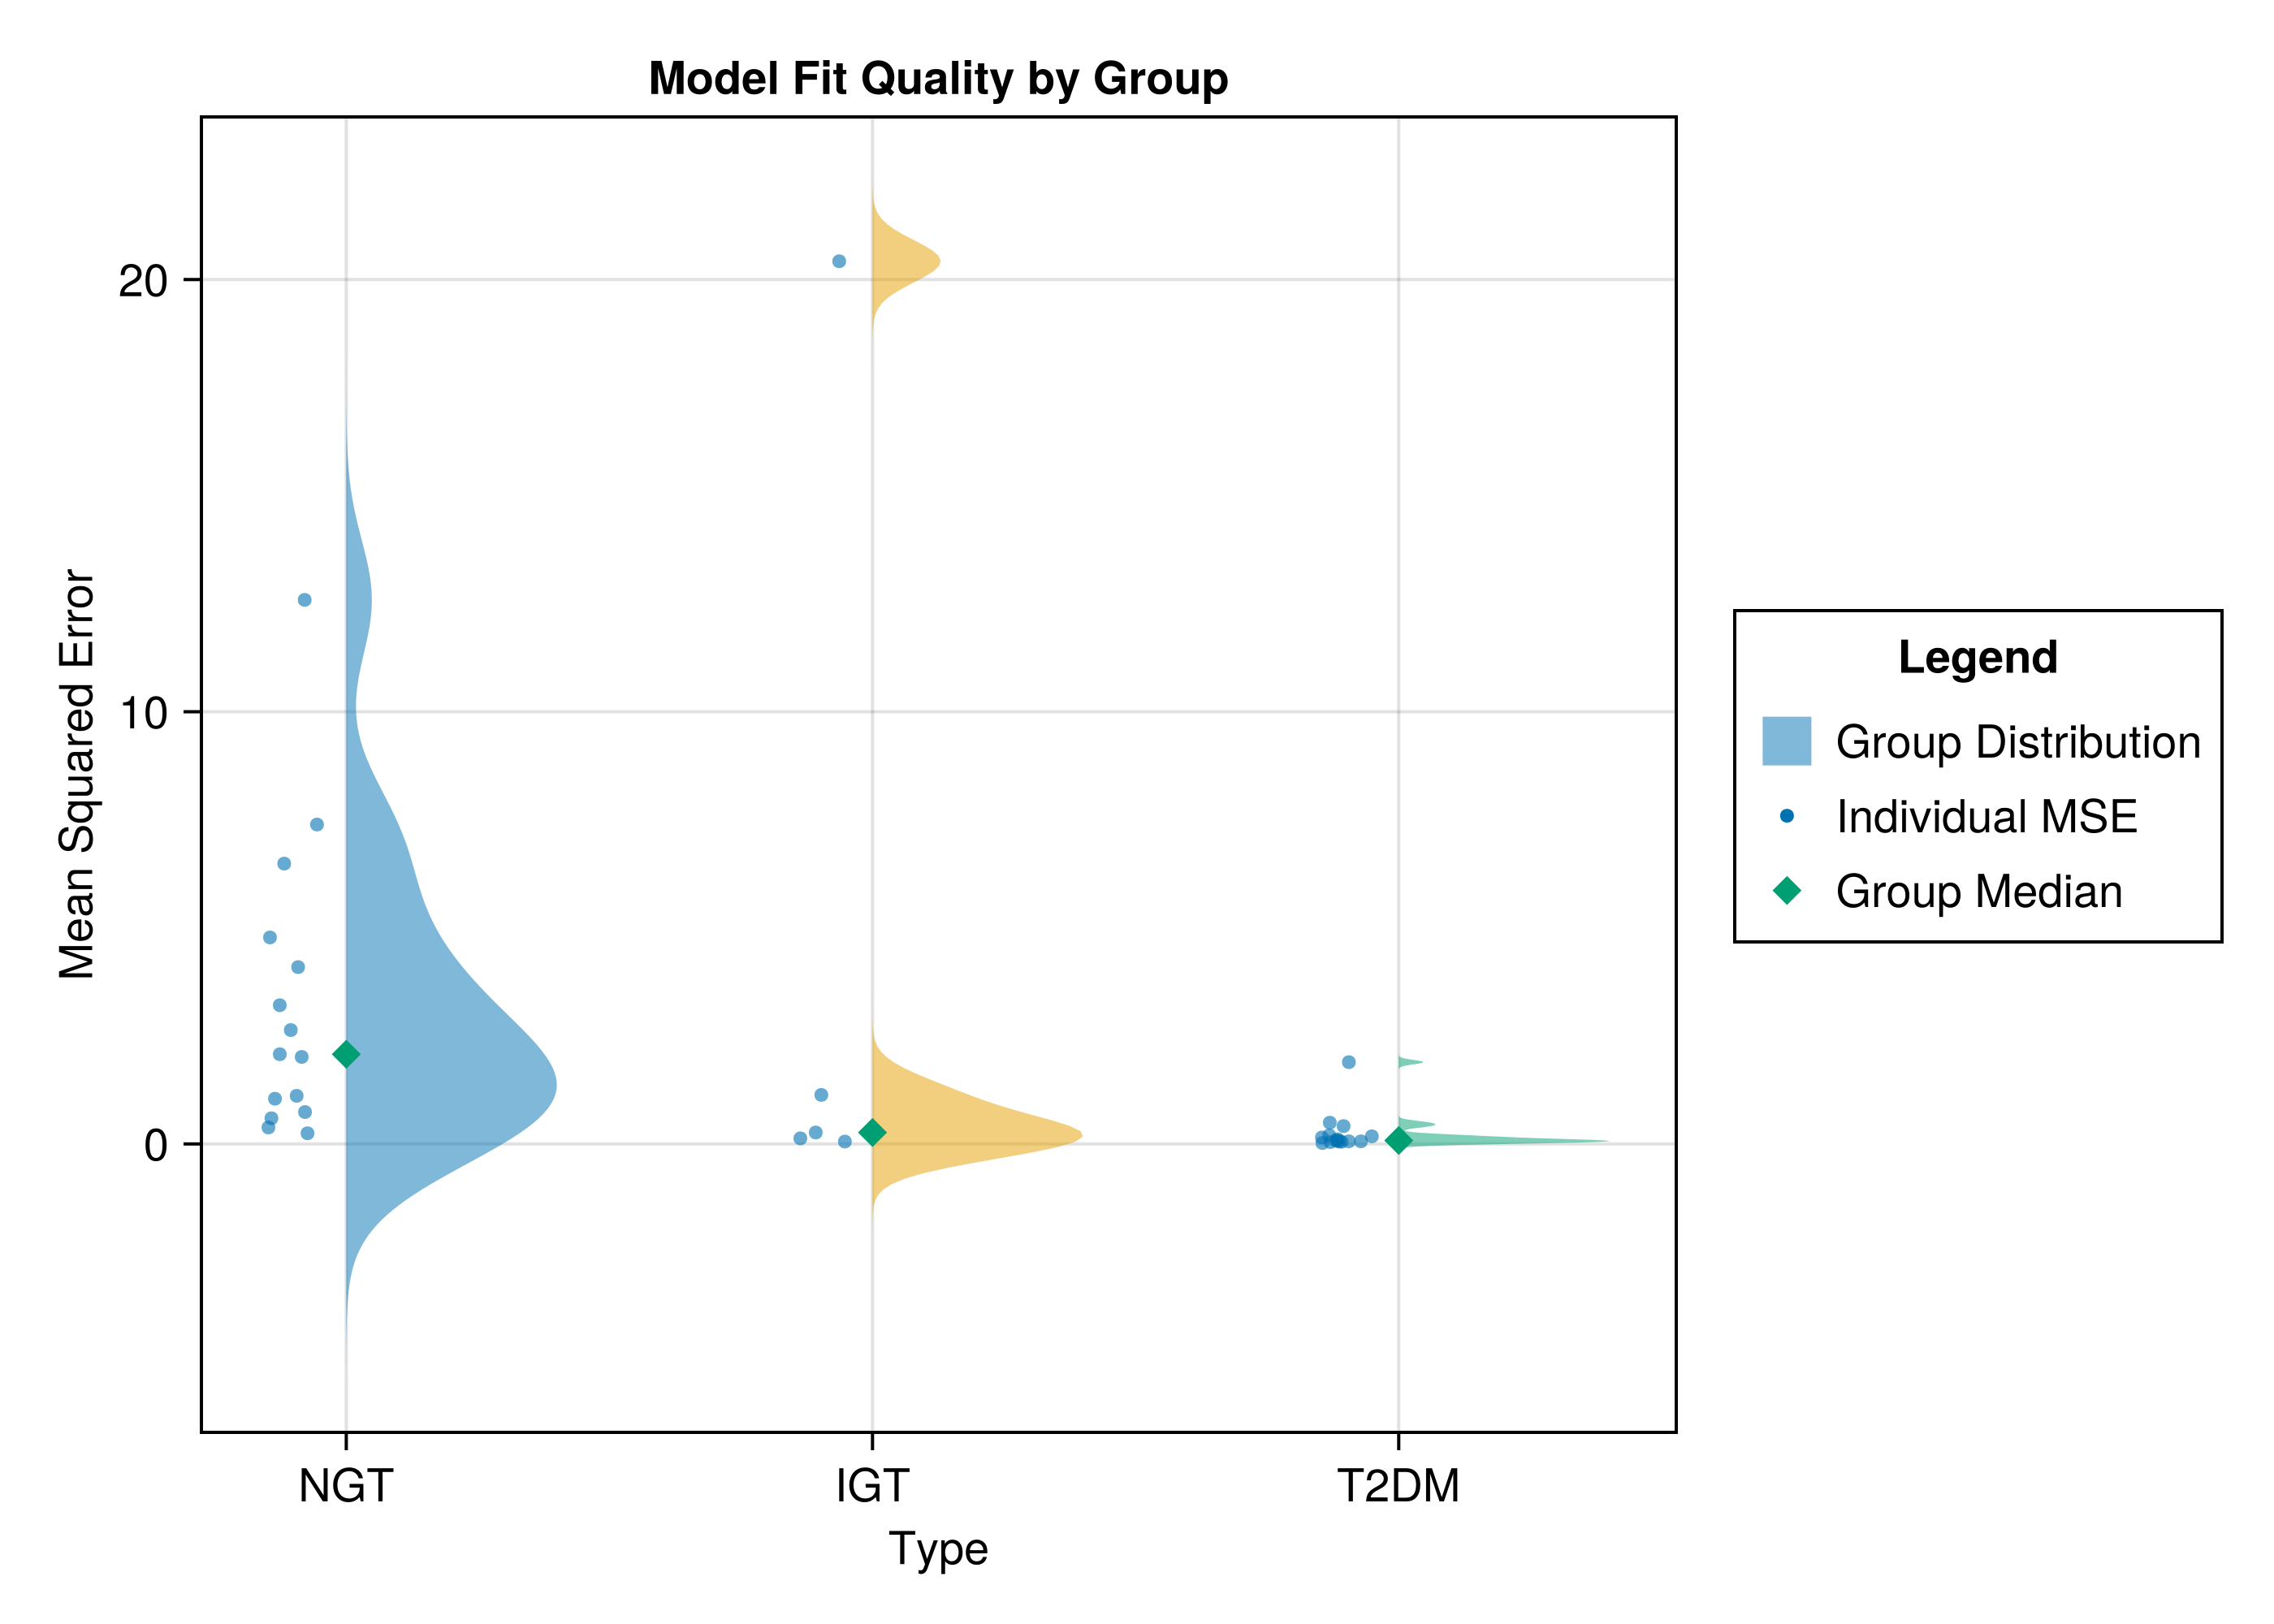 Model Fit Quality by Group
Mean Squared Error
20
10
0
NGT
IGT
T2DM
Type
Legend
Group Distribution
Individual MSE
Group Median